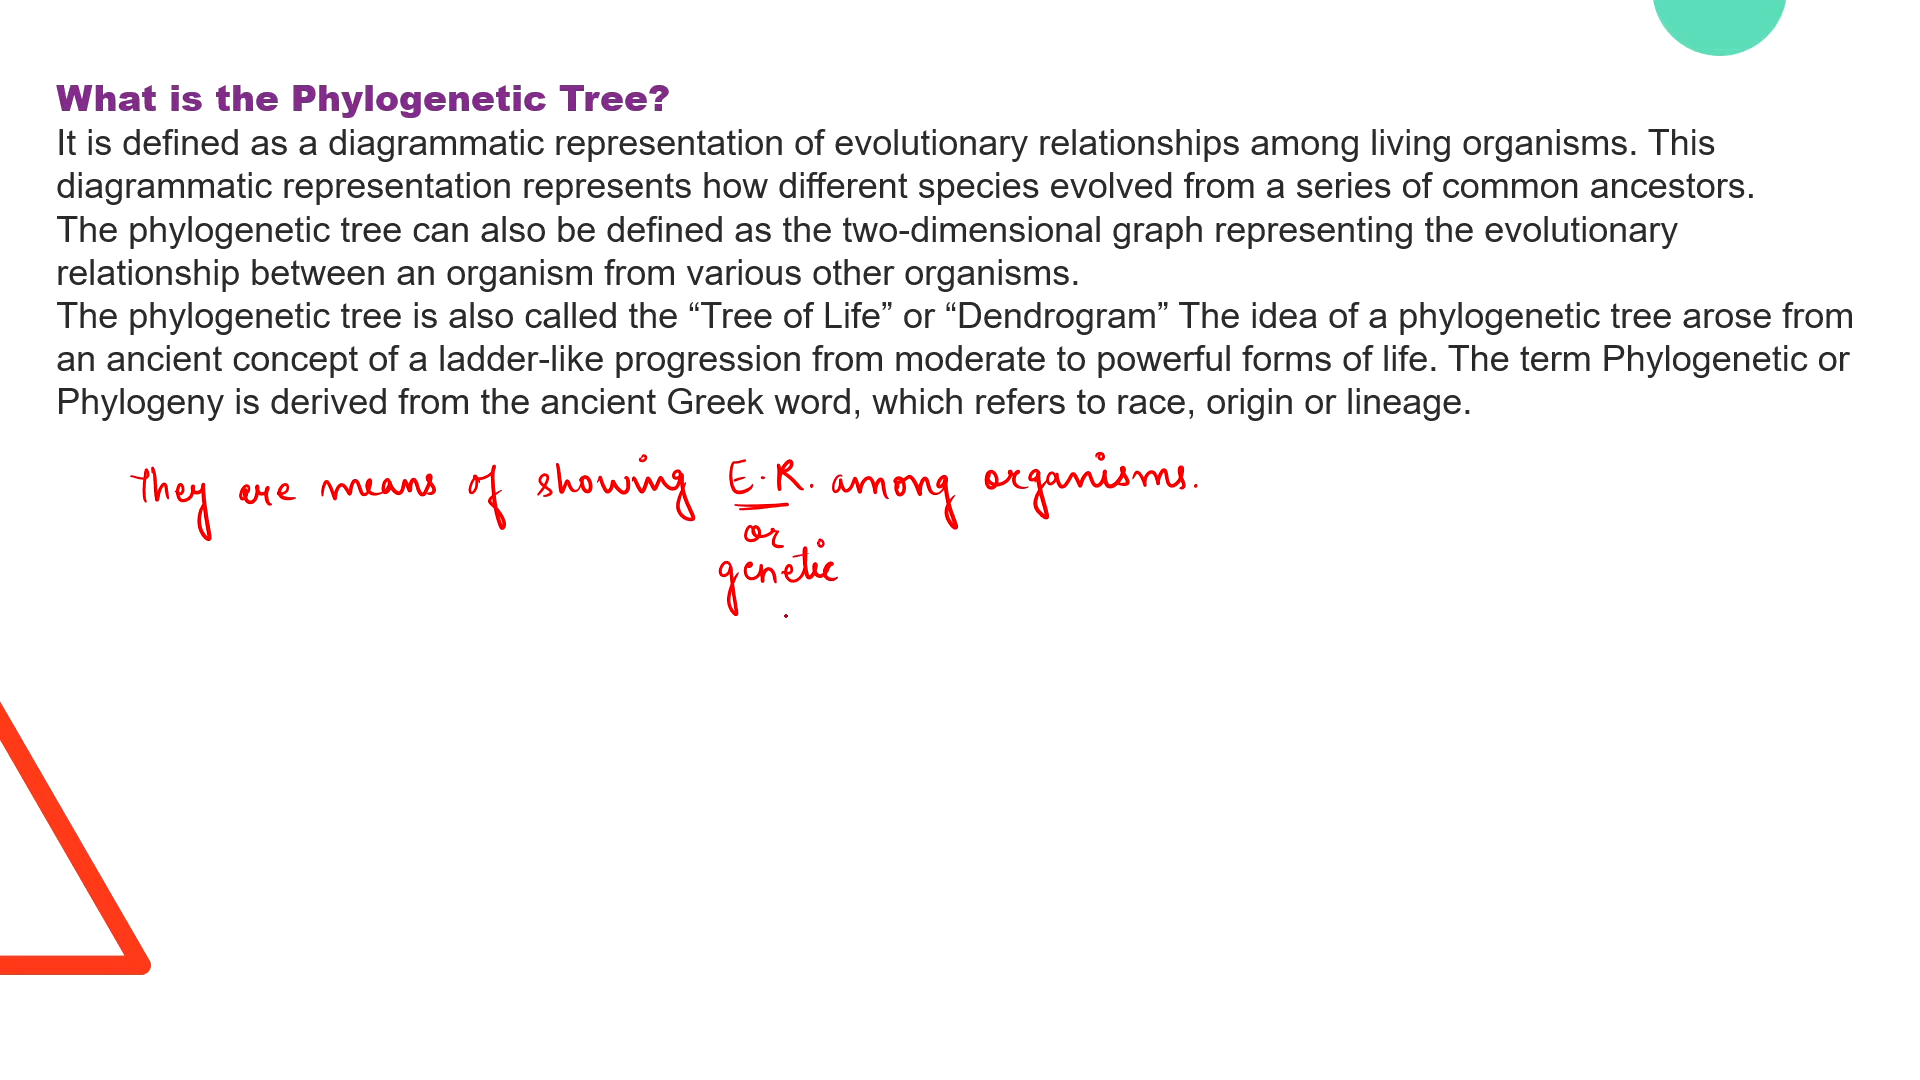 What is the Phylogenetic Tree?
It is defined as a diagrammatic representation of evolutionary relationships among living organisms. This
diagrammatic representation represents how different species evolved from a series of common ancestors.
The phylogenetic tree can also be defined as the two-dimensional graph representing the evolutionary
relationship between an organism from various other organisms.
The phylogenetic tree is also called the “Tree of Life” or “Dendrogram” The idea of a phylogenetic tree arose from
an ancient concept of a ladder-like progression from moderate to powerful forms of life. The term Phylogenetic or
Phylogeny is derived from the ancient Greek word, which refers to race, origin or lineage.
They are means of showing E.R. among organisms.
or
genetic